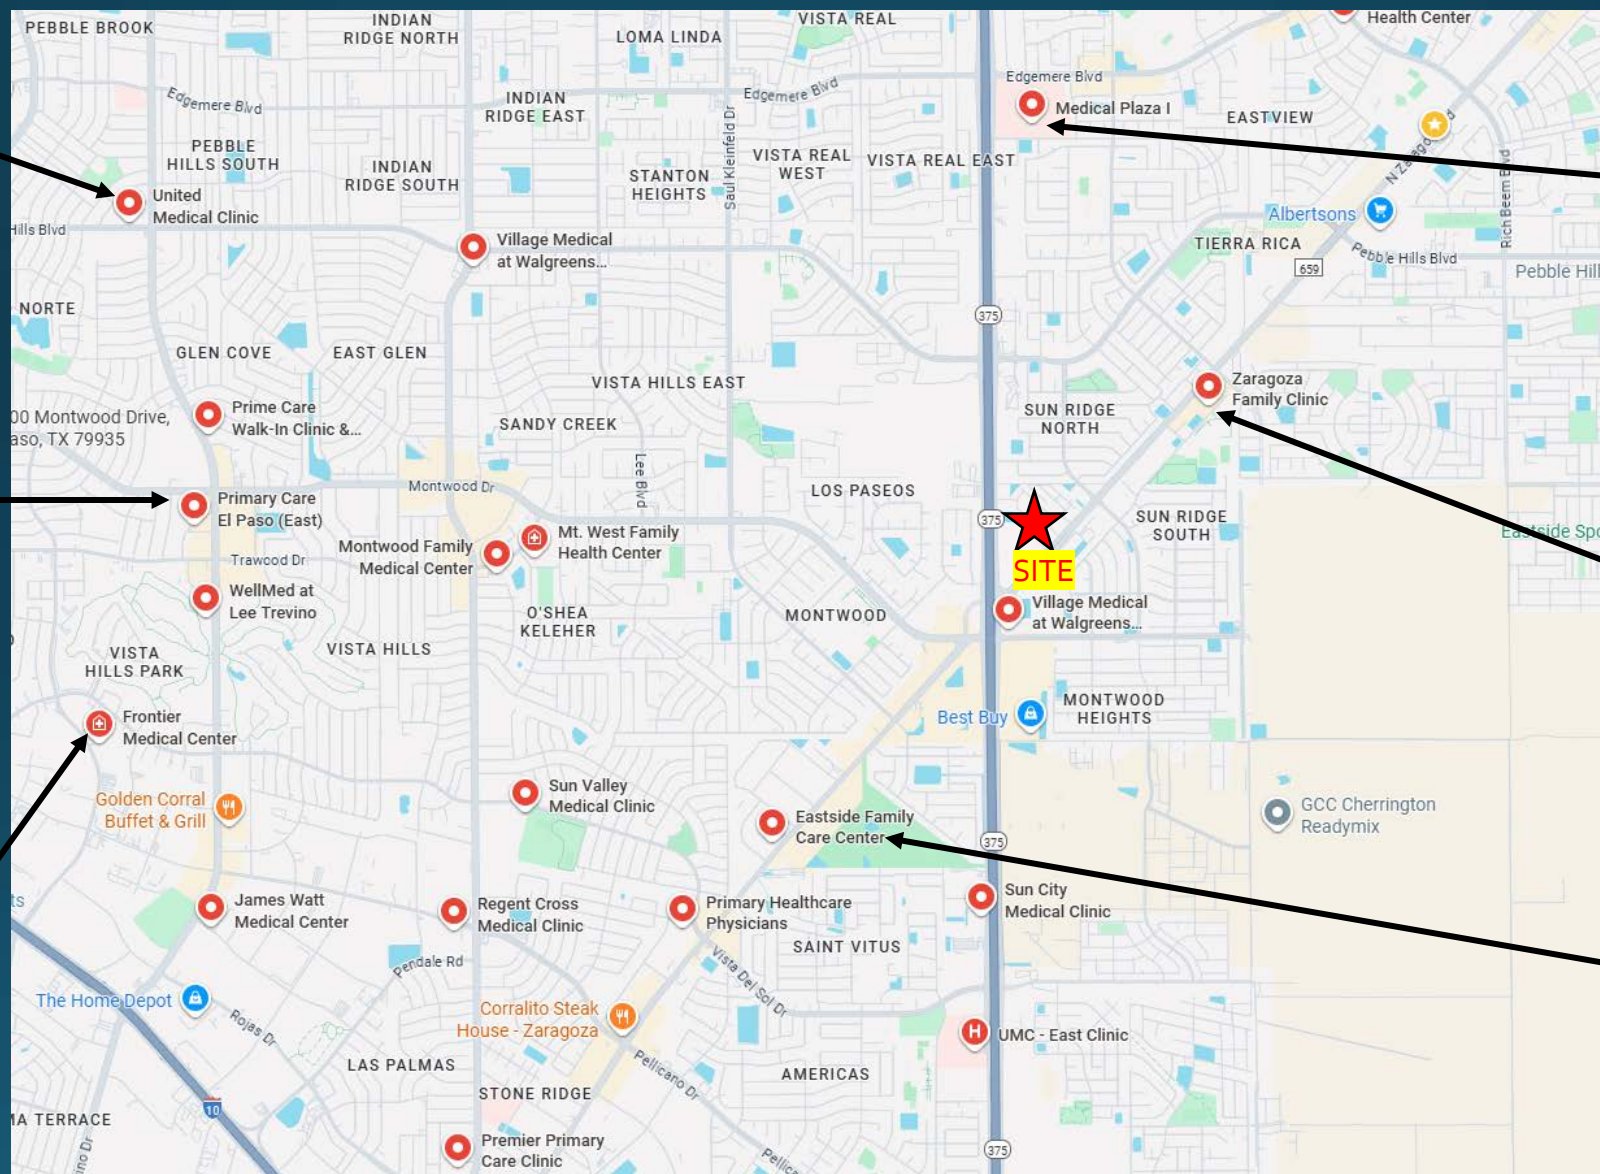 PEBBLE BROOK
INDIAN
RIDGE NORTH
VISTA REAL
LOMA LINDA
Health Center
Edgemere Blvd
Edgemere Blvd
Edgemere Blvd
INDIAN
RIDGE EAST
Medical Plaza I
EASTVIEW
N Zaragoza Rd
PEBBLE
HILLS SOUTH
INDIAN
RIDGE SOUTH
STANTON
HEIGHTS
Saul Kleinfeld Dr
VISTA REAL
WEST
VISTA REAL EAST
Rich Beem Blvd
United
Medical Clinic
Hills Blvd
Village Medical
at Walgreens...
Albertsons
TIERRA RICA
Pebble Hills Blvd
659
Pebble Hill
NORTE
375
GLEN COVE
EAST GLEN
VISTA HILLS EAST
Zaragoza
Family Clinic
00 Montwood Drive,
aso, TX 79935
Prime Care
Walk-In Clinic &...
SANDY CREEK
SUN RIDGE
NORTH
Lee Blvd
Montwood Dr
LOS PASEOS
Primary Care
El Paso (East)
375
SUN RIDGE
SOUTH
Eastside Spo
Mt. West Family
Health Center
Montwood Family
Medical Center
Trawood Dr
SITE
WellMed at
Lee Trevino
O'SHEA
KELEHER
MONTWOOD
Village Medical
at Walgreens...
VISTA
HILLS PARK
VISTA HILLS
MONTWOOD
HEIGHTS
Best Buy
Frontier
Medical Center
Golden Corral
Buffet & Grill
Sun Valley
Medical Clinic
Eastside Family
Care Center
375
GCC Cherrington
Readymix
ts
James Watt
Medical Center
Regent Cross
Medical Clinic
Primary Healthcare
Physicians
Sun City
Medical Clinic
SAINT VITUS
Pendale Rd
Vista Del Sol Dr
The Home Depot
Rojas Dr
Corralito Steak
House - Zaragoza
H
UMC - East Clinic
LAS PALMAS
Pellicano Dr
AMERICAS
STONE RIDGE
10
MA TERRACE
ino Dr
Premier Primary
Care Clinic
Pellica
375